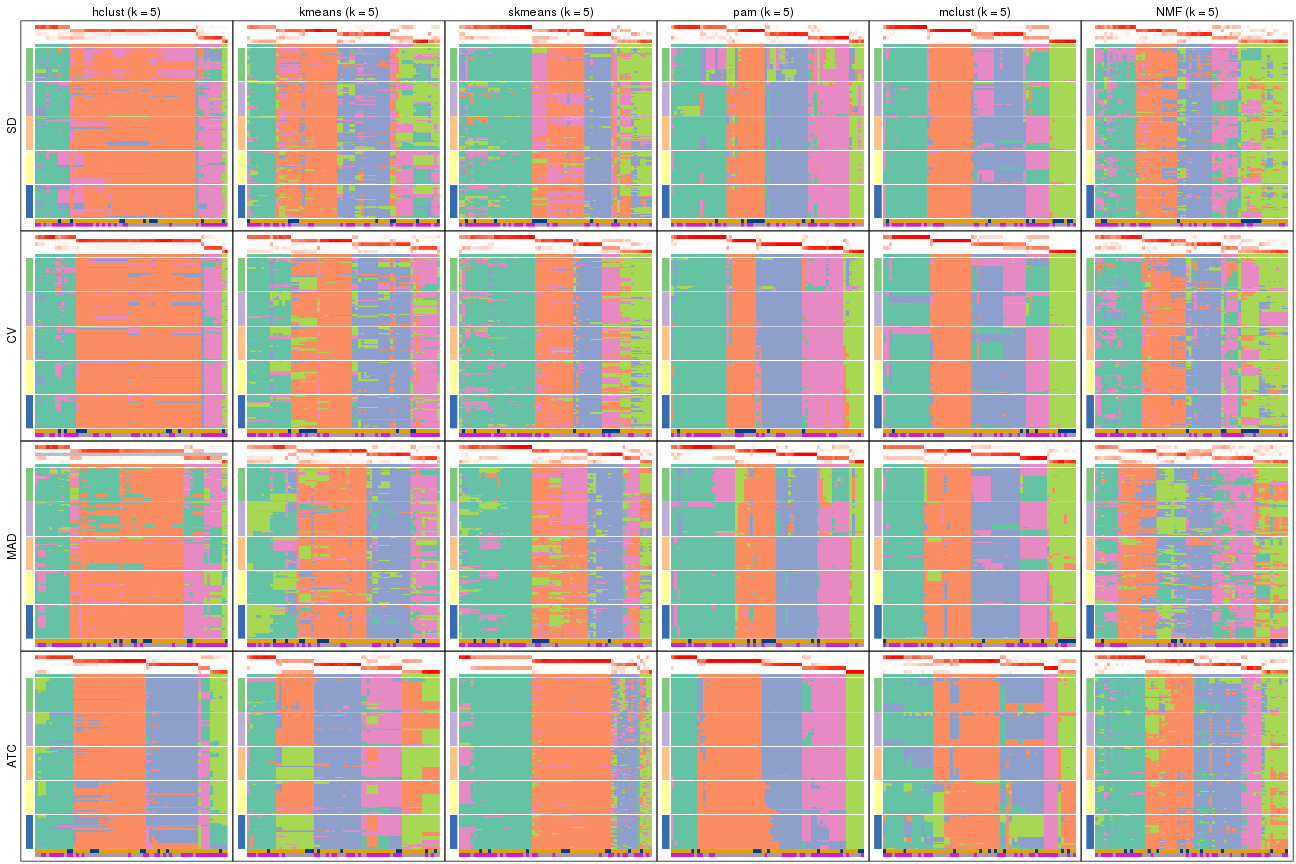 hclust (k = 5) kmeans (k = 5) skmeans (k = 5) pam (k = 5) mclust (k = 5) NMF (k = 5)
SD
CV
MAD
ATC